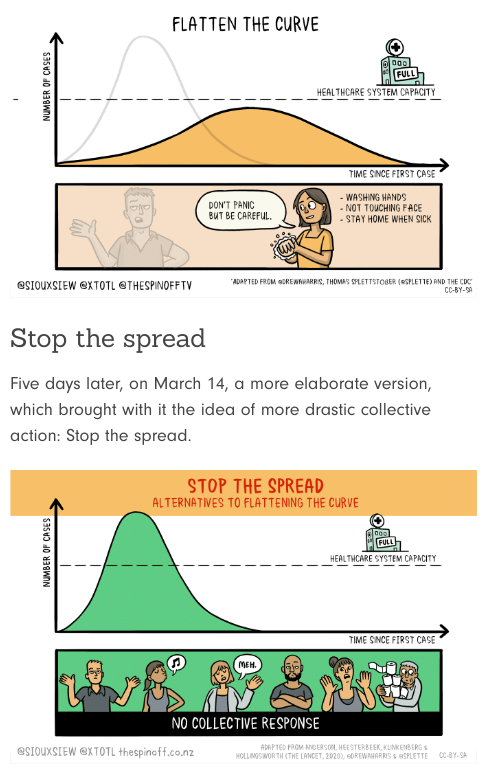 FLATTEN THE CURVE
NUMBER OF CASES
FULL
HEALTHCARE SYSTEM CAPACITY
TIME SINCE FIRST CASE
DON'T PANIC
BUT BE CAREFUL.
- WASHING HANDS
- NOT TOUCHING FACE
- STAY HOME WHEN SICK
@SIOUXSIEW @XTOTL @THESPINOFFTV
*ADAPTED FROM @DREWAHARRIS, THOMAS SPLETTSTÖßER (@SPLETTE) AND THE CDC*
CC-BY-SA
Stop the spread
Five days later, on March 14, a more elaborate version,
which brought with it the idea of more drastic collective
action: Stop the spread.
STOP THE SPREAD
ALTERNATIVES TO FLATTENING THE CURVE
NUMBER OF CASES
FULL
HEALTHCARE SYSTEM CAPACITY
TIME SINCE FIRST CASE
MEH.
NO COLLECTIVE RESPONSE
@SIOUXSIEW @XTOTL thespinoff.co.nz
ADAPTED FROM ANDERSON, HEESTERBEEK, KLINKENBERG &
HOLLINGSWORTH (THE LANCET, 2020), @DREWAHARRIS & @SPLETTE
CC-BY-SA